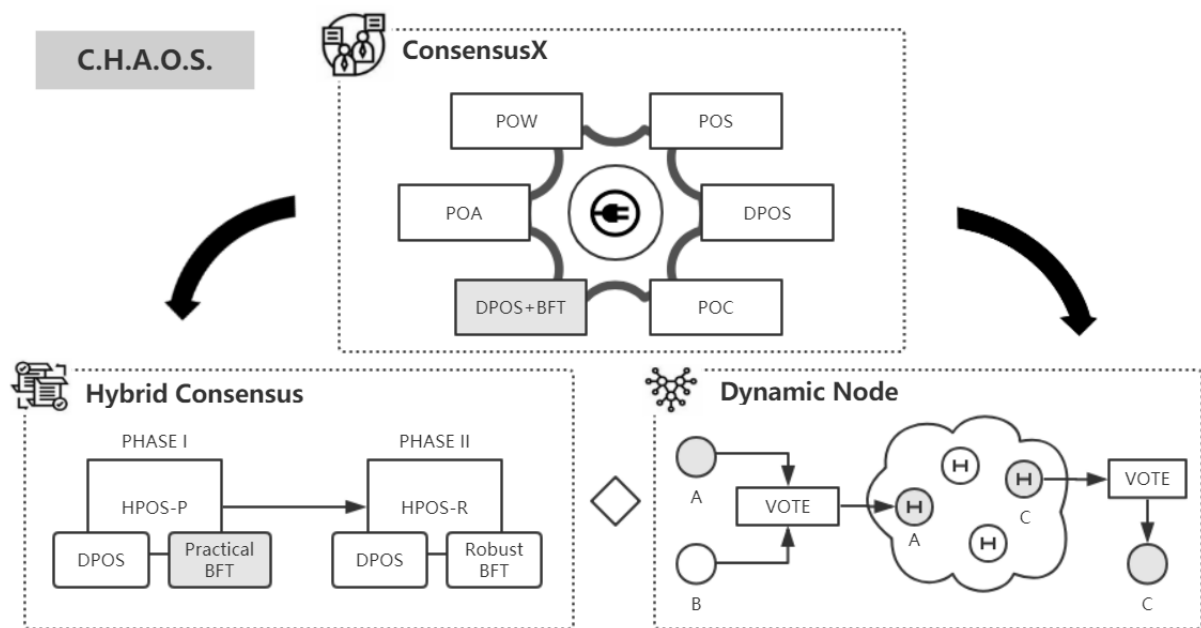 C.H.A.O.S.
ConsensusX
POW
POS
POA
DPOS
DPOS+BFT
POC
Hybrid Consensus
PHASE I
PHASE II
HPOS-P
HPOS-R
DPOS
Practical
BFT
DPOS
Robust
BFT
Dynamic Node
A
VOTE
B
H
H
H
H
A
C
VOTE
C